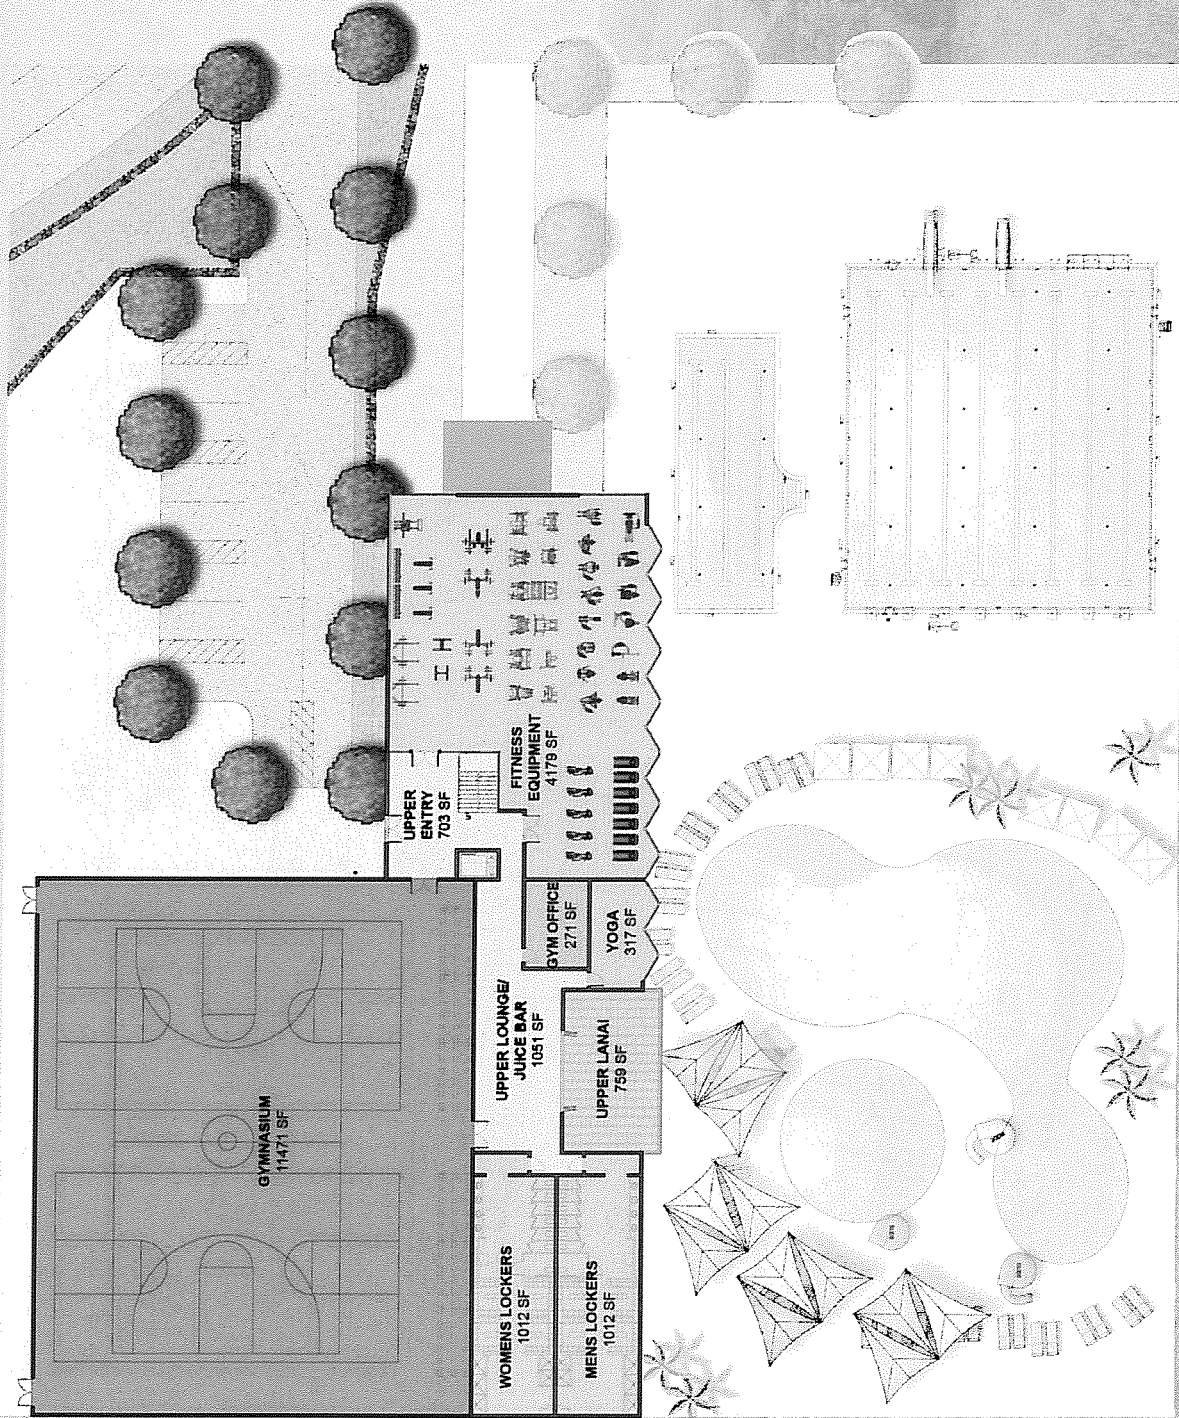 FITNESS
EQUIPMENT
4179 SF
UPPER
ENTRY
703 SF
GYM OFFICE
271 SF
YOGA
317 SF
UPPER LOUNGE/
JUICE BAR
1051 SF
UPPER LANAI
759 SF
GYMNASIUM
11471 SF
WOMENS LOCKERS
1012 SF
MENS LOCKERS
1012 SF